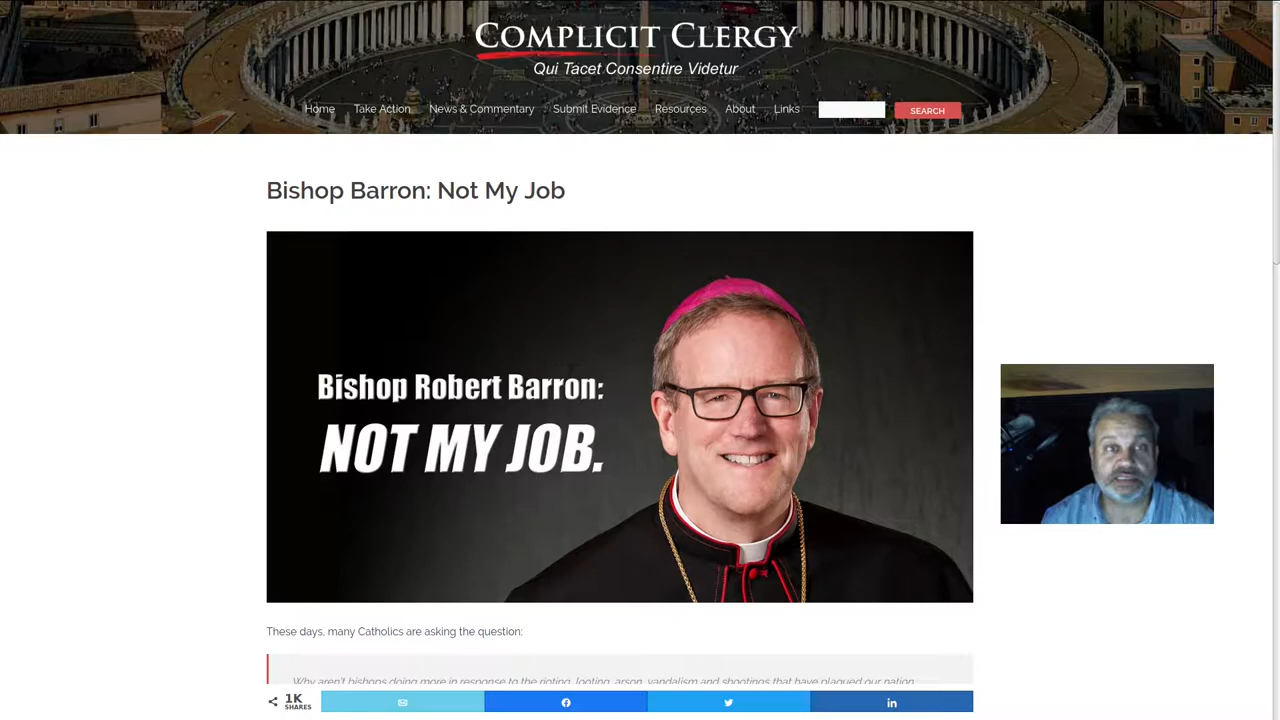 COMPLICIT CLERGY
Qui Tacet Consentire Videtur
Home Take Action News & Commentary Submit Evidence Resources About Links SEARCH
Bishop Barron: Not My Job
Bishop Robert Barron:
NOT MY JOB.
These days, many Catholics are asking the question:
Why aren't bishops doing more in response to the rioting, looting, arson, vandalism and shootings that have plagued our nation
1K
SHARES